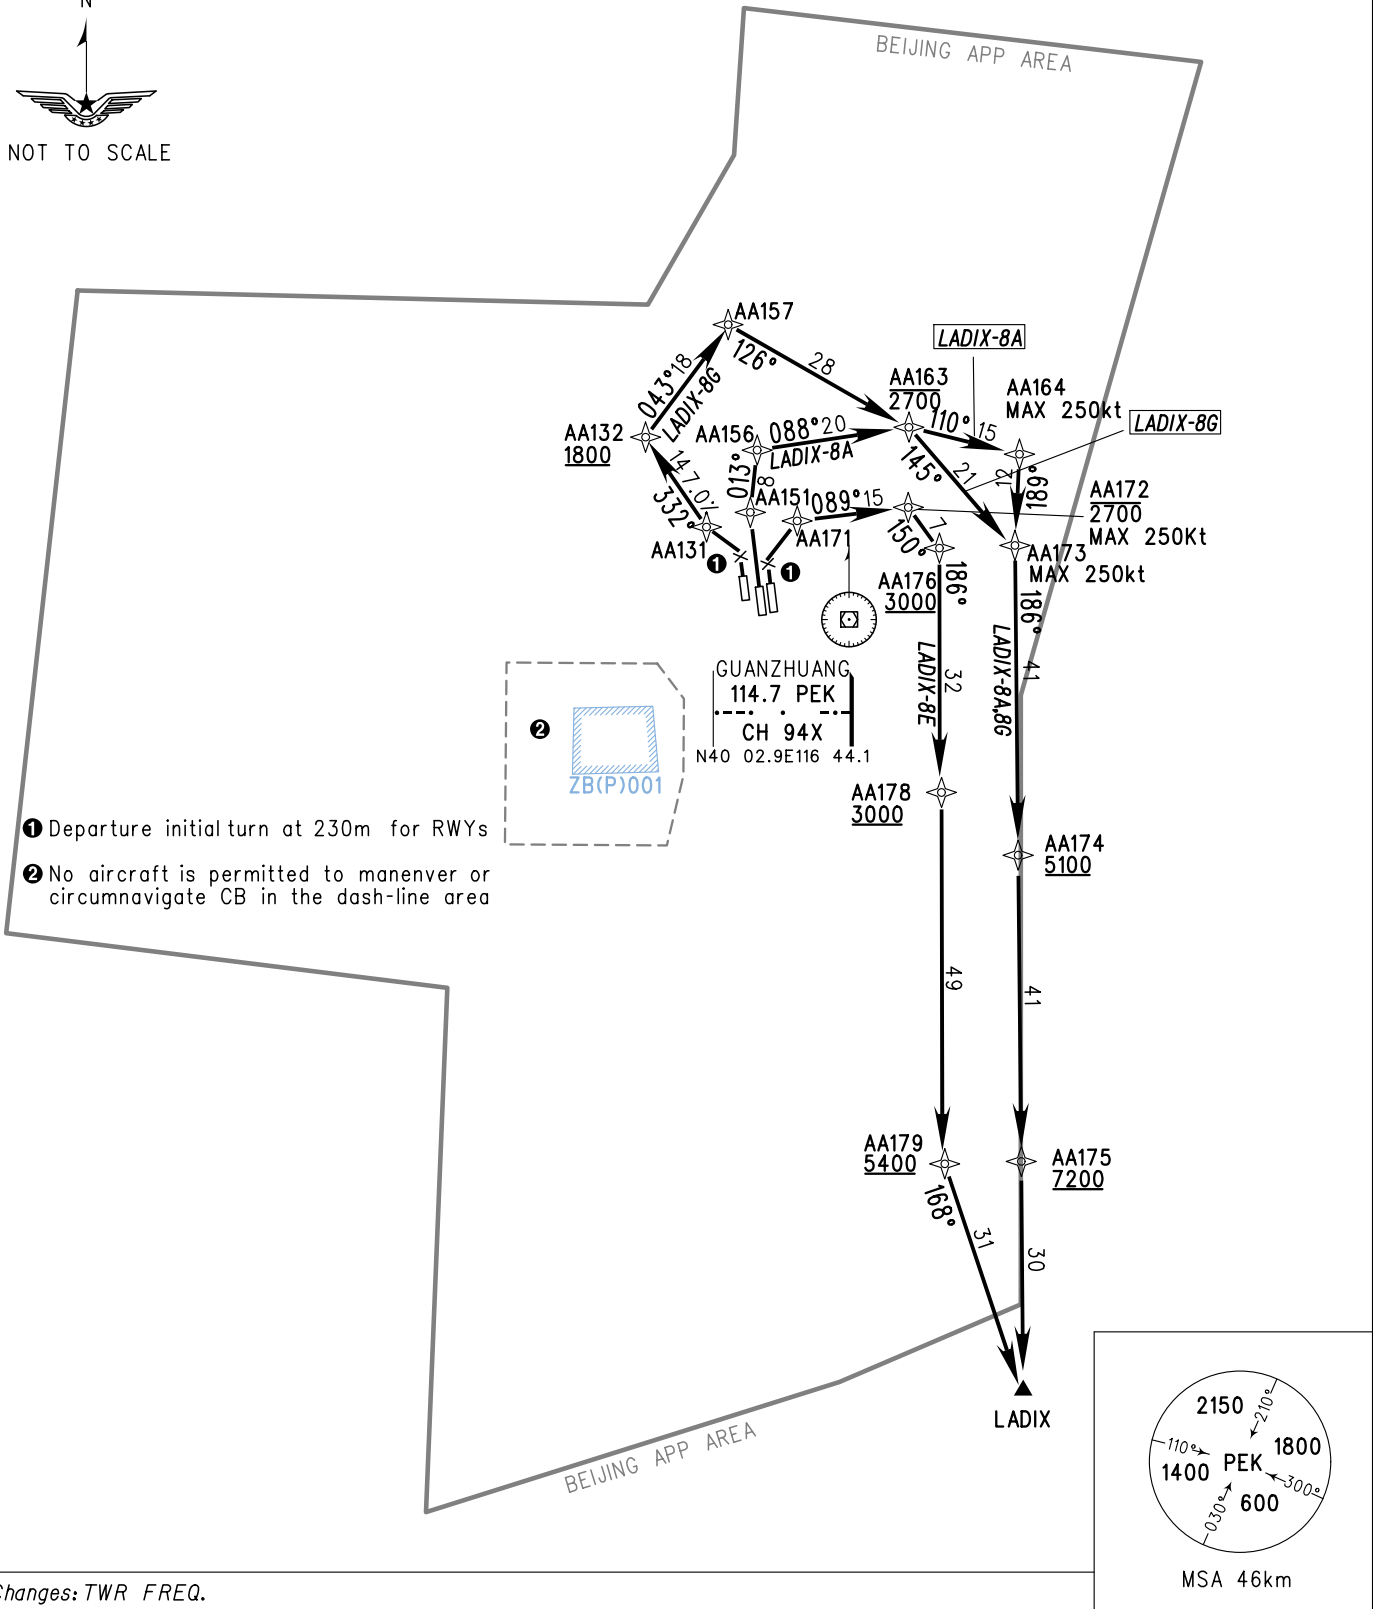 N
NOT TO SCALE
BEIJING APP AREA
AA157
126°
28
043° 18
LADIX-8G
LADIX-8A
AA163
2700
AA164
MAX 250kt
110° 15
LADIX-8G
AA132
1800
AA156
088° 20
LADIX-8A
145°
21
12
189°
14 7.0%
332°
013°
8
AA151
089° 15
AA172
2700
MAX 250Kt
AA131
AA171
150°
7
AA173
MAX 250kt
❶
❶
AA176
3000
186°
186°
LADIX-8E
32
LADIX-8A,8G
41
GUANZHUANG
114.7 PEK
CH 94X
N40 02.9E116 44.1
❷
ZB(P)001
AA178
3000
❶ Departure initial turn at 230m for RWYs
❷ No aircraft is permitted to manenver or
circumnavigate CB in the dash-line area
AA174
5100
49
41
AA179
5400
AA175
7200
168°
31
30
LADIX
BEIJING APP AREA
2150
210°
110°
1800
PEK
1400
300°
600
030°
MSA 46km
Changes: TWR FREQ.